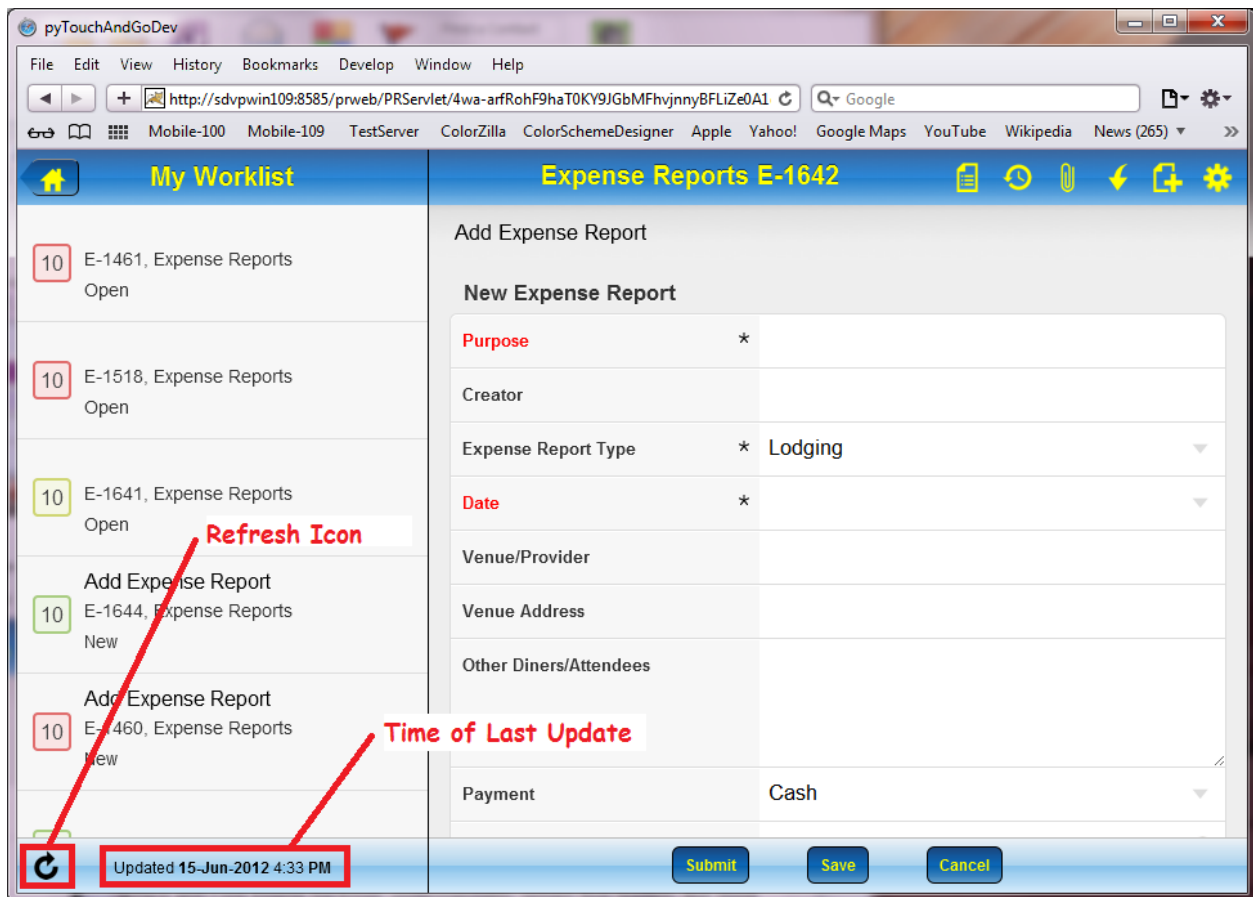 pyTouchAndGoDev
File Edit View History Bookmarks Develop Window Help
http://sdvpwin109:8585/prweb/PRServlet/4wa-arfRohF9haT0KY9JGbMFhvjnnyBFLiZe0A1
Google
Mobile-100 Mobile-109 TestServer ColorZilla ColorSchemeDesigner Apple Yahoo! Google Maps YouTube Wikipedia News (265) »
My Worklist
Expense Reports E-1642
10 E-1461, Expense Reports
Open
10 E-1518, Expense Reports
Open
10 E-1641, Expense Reports
Open
Refresh Icon
Add Expense Report
10 E-1644, Expense Reports
New
Add Expense Report
10 E-1460, Expense Reports
New
Time of Last Update
Updated 15-Jun-2012 4:33 PM
Add Expense Report
New Expense Report
Purpose *
Creator
Expense Report Type * Lodging
Date *
Venue/Provider
Venue Address
Other Diners/Attendees
Payment Cash
Submit Save Cancel